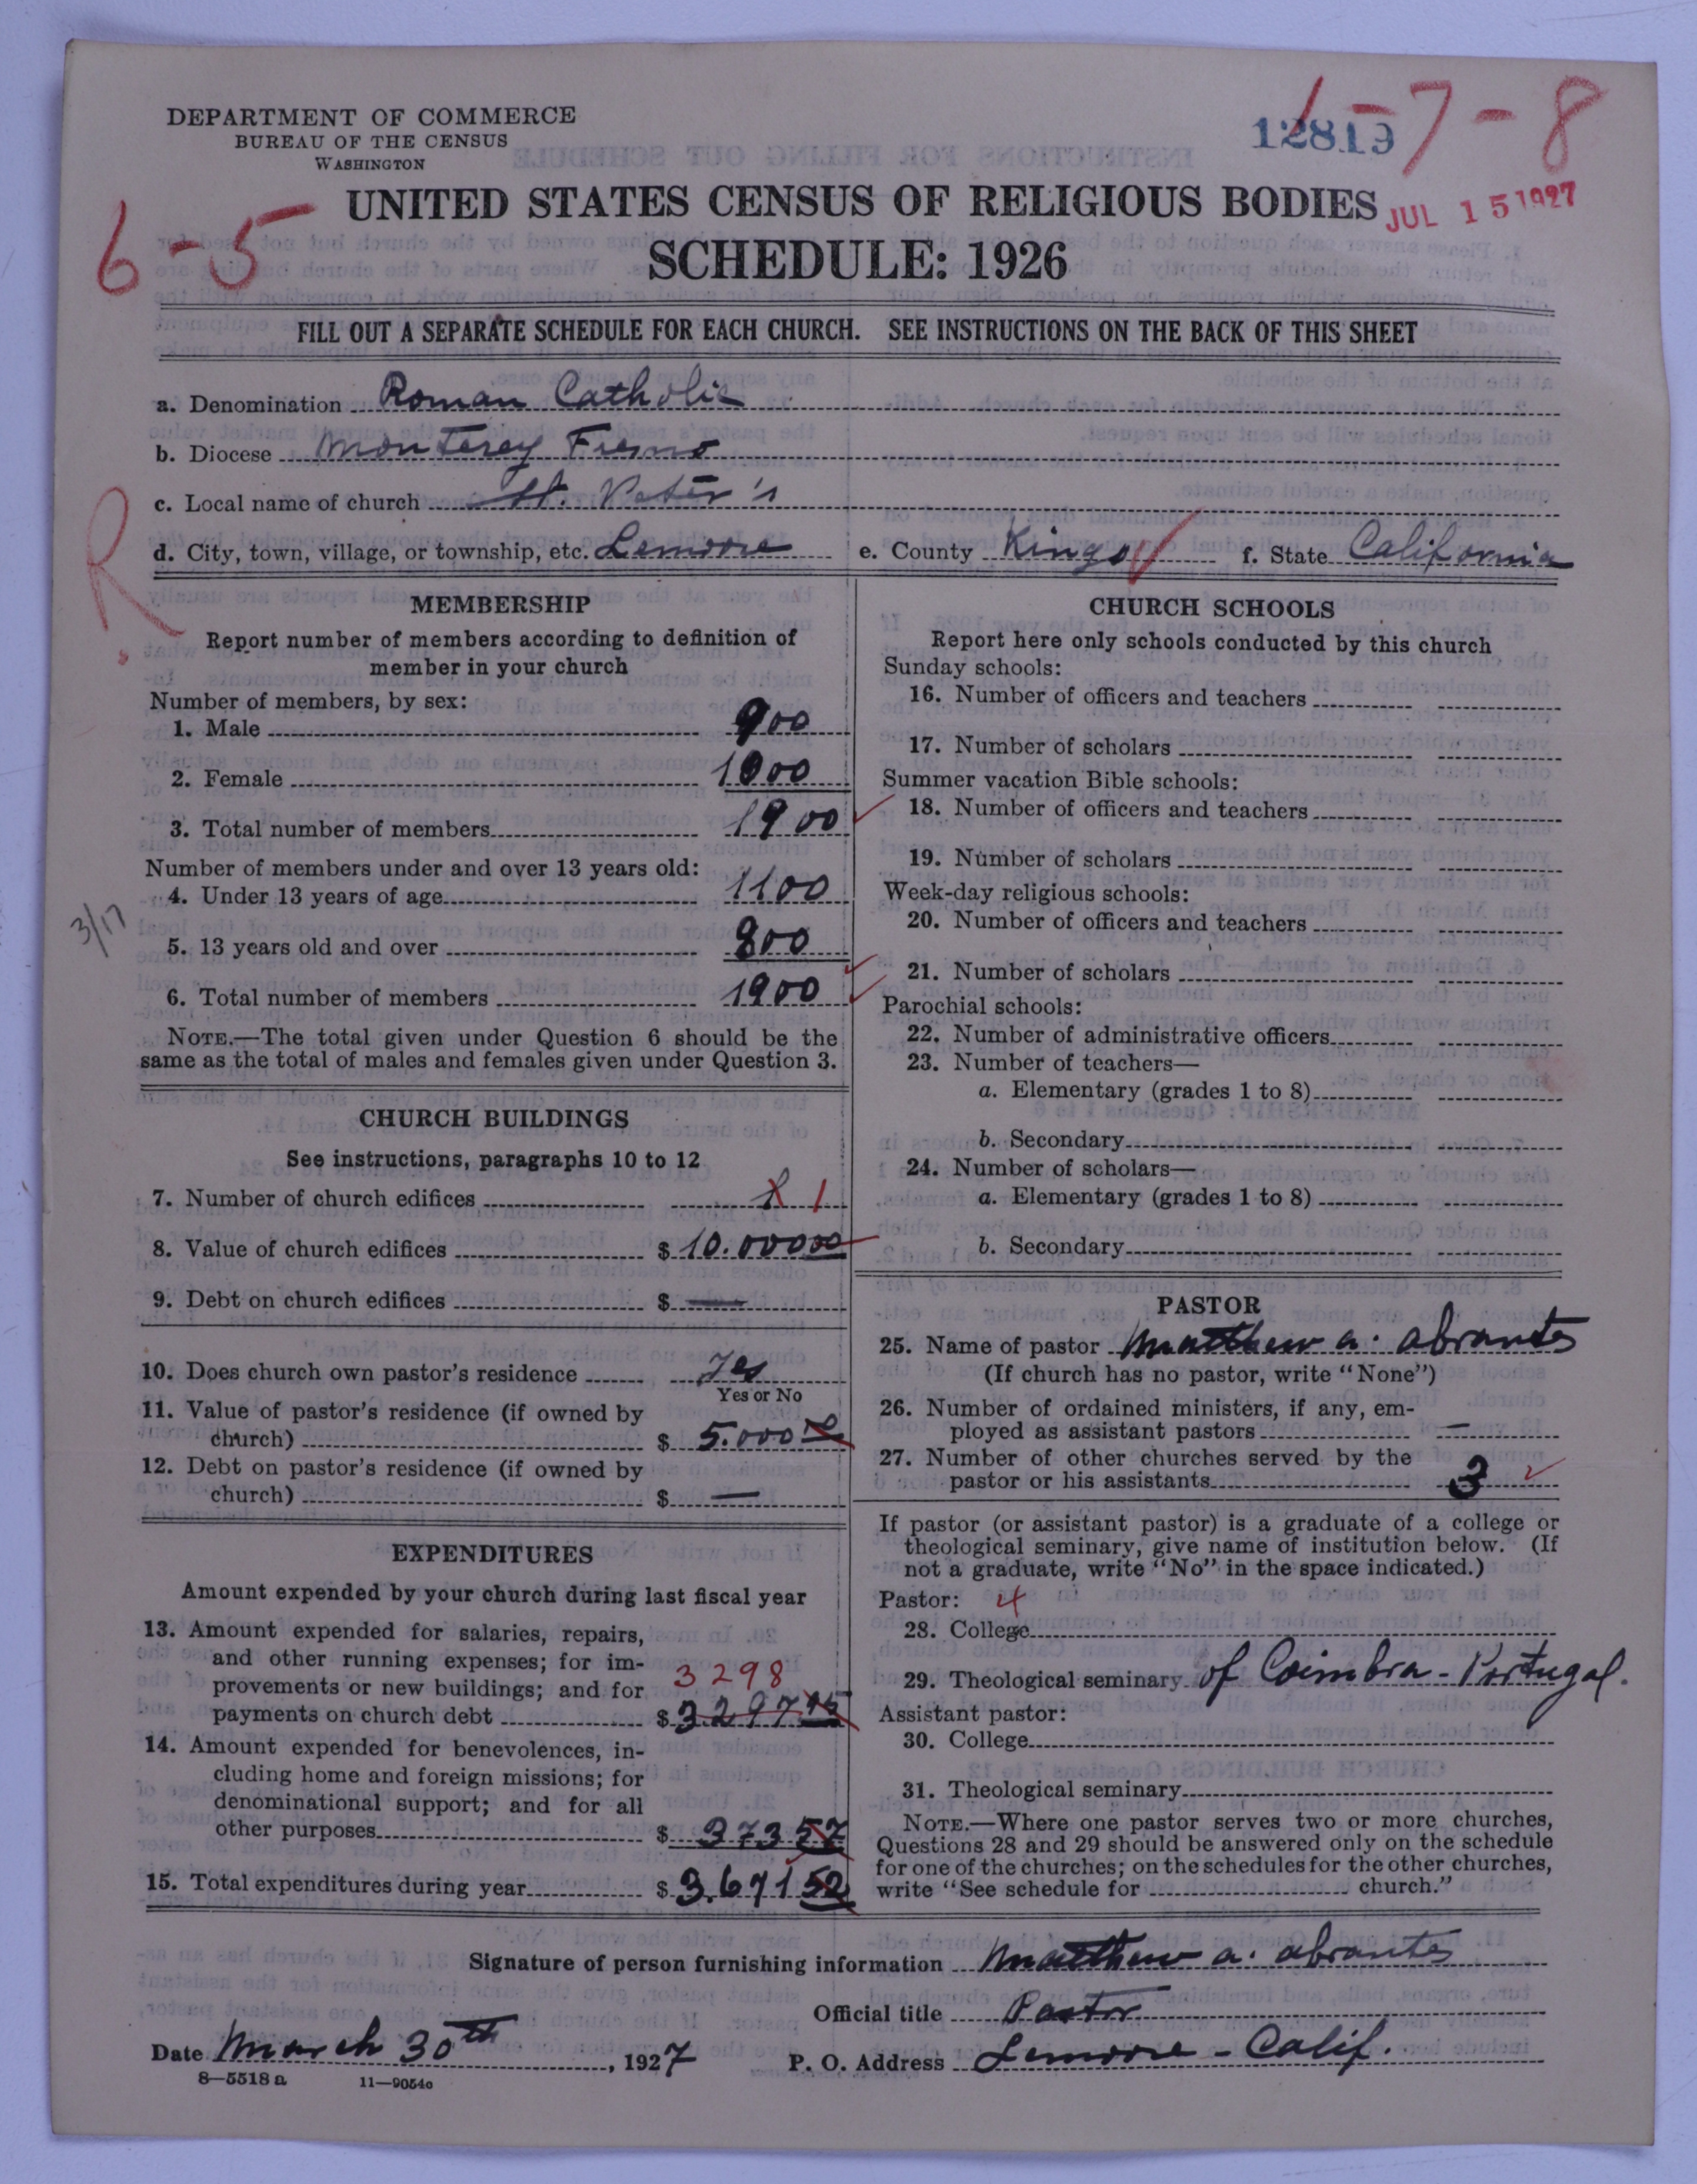 DEPARTMENT OF COMMERCE
BUREAU OF THE CENSUS
WASHINGTON
12819
1-7-8
JUL 15 1927
6-5
UNITED STATES CENSUS OF RELIGIOUS BODIES
SCHEDULE: 1926
FILL OUT A SEPARATE SCHEDULE FOR EACH CHURCH. SEE INSTRUCTIONS ON THE BACK OF THIS SHEET
a. Denomination Roman Catholic
b. Diocese Monterey Fresno
c. Local name of church St. Peter's
R
d. City, town, village, or township, etc. Lemoore e. County Kings f. State California
MEMBERSHIP
Report number of members according to definition of
member in your church
Number of members, by sex:
1. Male 900
2. Female 1000
3. Total number of members 1900
Number of members under and over 13 years old:
4. Under 13 years of age 1100
3/17
5. 13 years old and over 800
6. Total number of members 1900
NOTE.—The total given under Question 6 should be the
same as the total of males and females given under Question 3.
CHURCH BUILDINGS
See instructions, paragraphs 10 to 12
7. Number of church edifices 1
8. Value of church edifices $ 10.000 00
9. Debt on church edifices $ —
10. Does church own pastor's residence Yes
Yes or No
11. Value of pastor's residence (if owned by
church) $ 5.000 00
12. Debt on pastor's residence (if owned by
church) $ —
EXPENDITURES
Amount expended by your church during last fiscal year
13. Amount expended for salaries, repairs,
and other running expenses; for im-
provements or new buildings; and for 3298
payments on church debt $ 3.297 95
14. Amount expended for benevolences, in-
cluding home and foreign missions; for
denominational support; and for all
other purposes $ 373 57
15. Total expenditures during year $ 3.671 52
CHURCH SCHOOLS
Report here only schools conducted by this church
Sunday schools:
16. Number of officers and teachers
17. Number of scholars
Summer vacation Bible schools:
18. Number of officers and teachers
19. Number of scholars
Week-day religious schools:
20. Number of officers and teachers
21. Number of scholars
Parochial schools:
22. Number of administrative officers
23. Number of teachers—
a. Elementary (grades 1 to 8)
b. Secondary
24. Number of scholars—
a. Elementary (grades 1 to 8)
b. Secondary
PASTOR
25. Name of pastor Matthew A. Abrantes
(If church has no pastor, write "None")
26. Number of ordained ministers, if any, em-
ployed as assistant pastors —
27. Number of other churches served by the
pastor or his assistants 3
If pastor (or assistant pastor) is a graduate of a college or
theological seminary, give name of institution below. (If
not a graduate, write "No" in the space indicated.)
Pastor: 4
28. College
29. Theological seminary of Coimbra - Portugal.
Assistant pastor:
30. College
31. Theological seminary
NOTE.—Where one pastor serves two or more churches,
Questions 28 and 29 should be answered only on the schedule
for one of the churches; on the schedules for the other churches,
write "See schedule for church."
Signature of person furnishing information Matthew A. Abrantes
Official title Pastor
Date March 30th, 1927 P. O. Address Lemoore - Calif.
8—5518 a 11—9054o